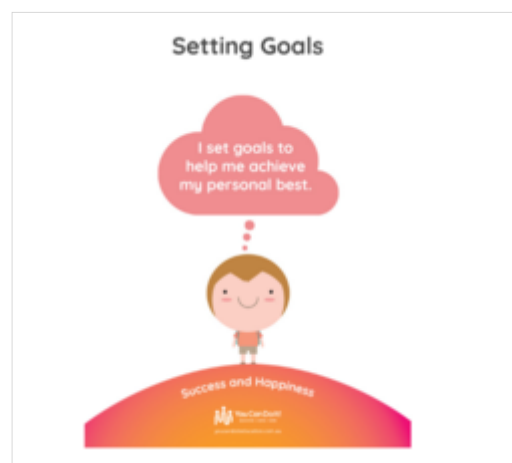 Setting Goals
I set goals to
help me achieve
my personal best.
Success and Happiness
You Can Do It!